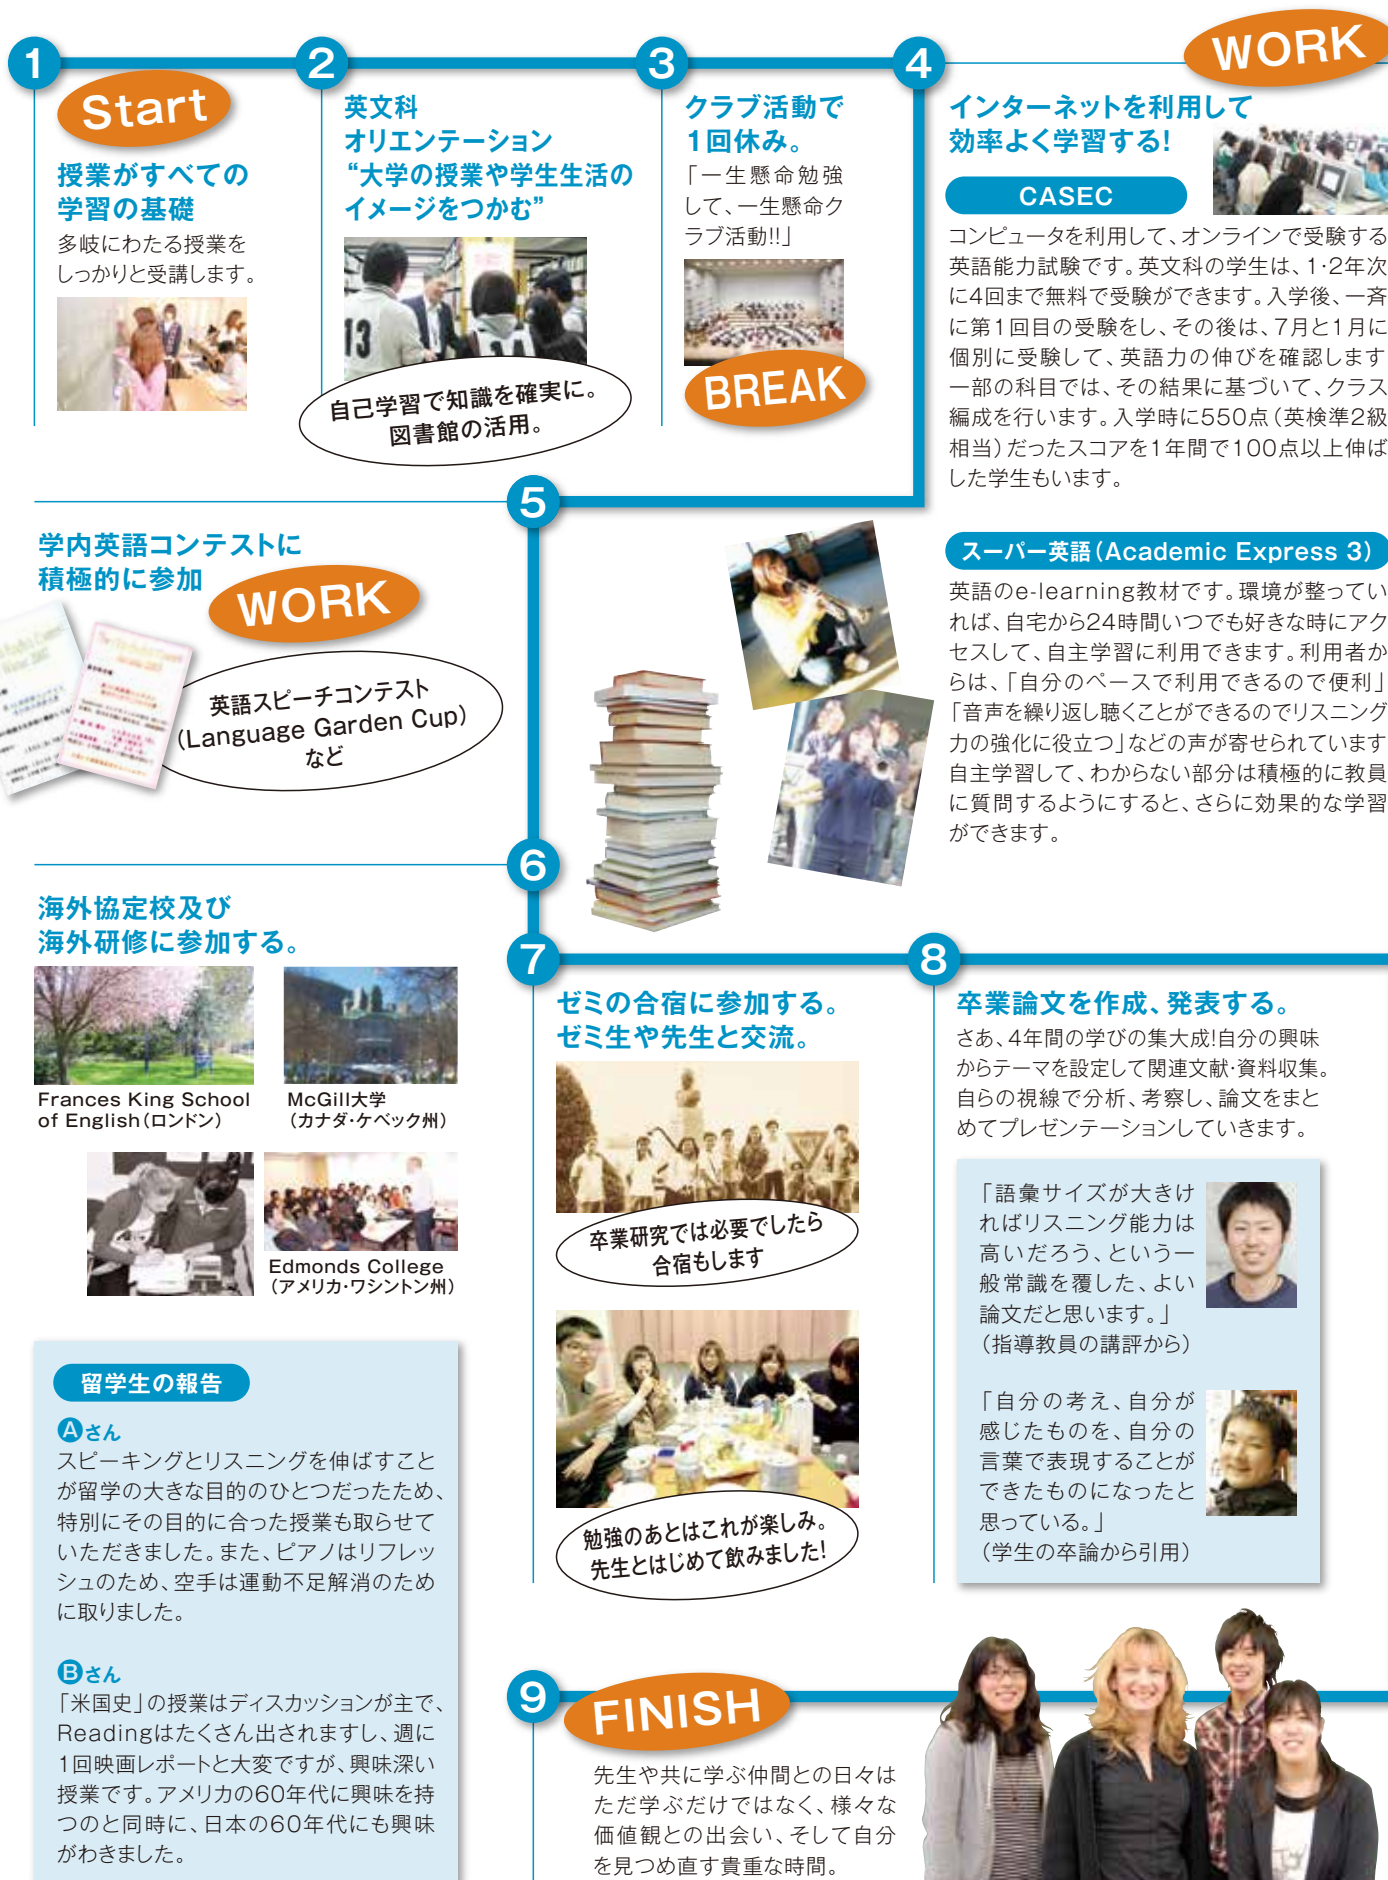 1
Start
授業がすべての
学習の基礎
多岐にわたる授業を
しっかりと受講します。
2
英文科
オリエンテーション
“大学の授業や学生生活の
イメージをつかむ”
自己学習で知識を確実に。
図書館の活用。
3
クラブ活動で
1回休み。
「一生懸命勉強
して、一生懸命ク
ラブ活動!!」
BREAK
4
WORK
インターネットを利用して
効率よく学習する!
CASEC
コンピュータを利用して、オンラインで受験する
英語能力試験です。英文科の学生は、1・2年次
に4回まで無料で受験ができます。入学後、一斉
に第1回目の受験をし、その後は、7月と1月に
個別に受験して、英語力の伸びを確認します
一部の科目では、その結果に基づいて、クラス
編成を行います。入学時に550点(英検準2級
相当)だったスコアを1年間で100点以上伸ば
した学生もいます。
スーパー英語(Academic Express 3)
英語のe-learning教材です。環境が整ってい
れば、自宅から24時間いつでも好きな時にアク
セスして、自主学習に利用できます。利用者か
らは、「自分のペースで利用できるので便利」
「音声を繰り返し聴くことができるのでリスニング
力の強化に役立つ」などの声が寄せられています
自主学習して、わからない部分は積極的に教員
に質問するようにすると、さらに効果的な学習
ができます。
5
学内英語コンテストに
積極的に参加
WORK
英語スピーチコンテスト
(Language Garden Cup)
など
6
海外協定校及び
海外研修に参加する。
Frances King School
of English(ロンドン)
McGill大学
(カナダ・ケベック州)
Edmonds College
(アメリカ・ワシントン州)
留学生の報告
Aさん
スピーキングとリスニングを伸ばすこと
が留学の大きな目的のひとつだったため、
特別にその目的に合った授業も取らせて
いただきました。また、ピアノはリフレッ
シュのため、空手は運動不足解消のため
に取りました。
Bさん
「米国史」の授業はディスカッションが主で、
Readingはたくさん出されますし、週に
1回映画レポートと大変ですが、興味深い
授業です。アメリカの60年代に興味を持
つのと同時に、日本の60年代にも興味
がわきました。
7
ゼミの合宿に参加する。
ゼミ生や先生と交流。
卒業研究では必要でしたら
合宿もします
勉強のあとはこれが楽しみ。
先生とはじめて飲みました!
8
卒業論文を作成、発表する。
さあ、4年間の学びの集大成!自分の興味
からテーマを設定して関連文献・資料収集。
自らの視線で分析、考察し、論文をまと
めてプレゼンテーションしていきます。
「語彙サイズが大きけ
ればリスニング能力は
高いだろう、という一
般常識を覆した、よい
論文だと思います。」
(指導教員の講評から)
「自分の考え、自分が
感じたものを、自分の
言葉で表現することが
できたものになったと
思っている。」
(学生の卒論から引用)
9
FINISH
先生や共に学ぶ仲間との日々は
ただ学ぶだけではなく、様々な
価値観との出会い、そして自分
を見つめ直す貴重な時間。